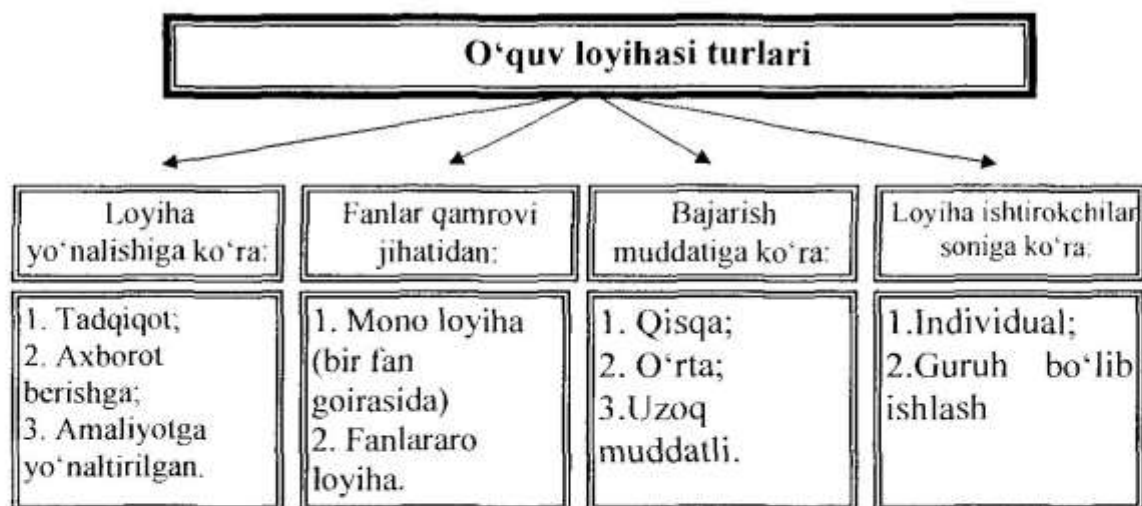 O‘quv loyihasi turlari
Loyiha
yo‘nalishiga ko‘ra:
Fanlar qamrovi
jihatidan:
Bajarish
muddatiga ko‘ra:
Loyiha ishtirokchilar
soniga ko‘ra:
1. Tadqiqot;
2. Axborot
berishga;
3. Amaliyotga
yo‘naltirilgan.
1. Mono loyiha
(bir fan
goirasida)
2. Fanlararo
loyiha.
1. Qisqa;
2. O‘rta;
3.Uzoq
muddatli.
1.Individual;
2.Guruh bo‘lib
ishlash